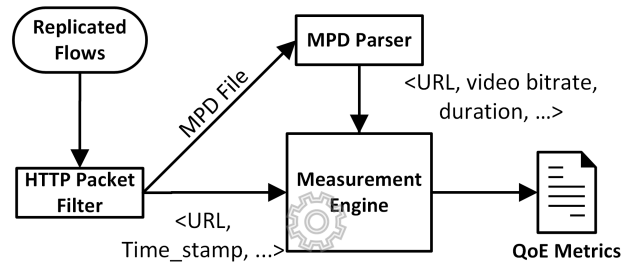 Replicated
Flows
MPD Parser
MPD File
<URL, video bitrate,
duration, ...>
HTTP Packet
Filter
Measurement
Engine
<URL,
Time_stamp, ...>
QoE Metrics